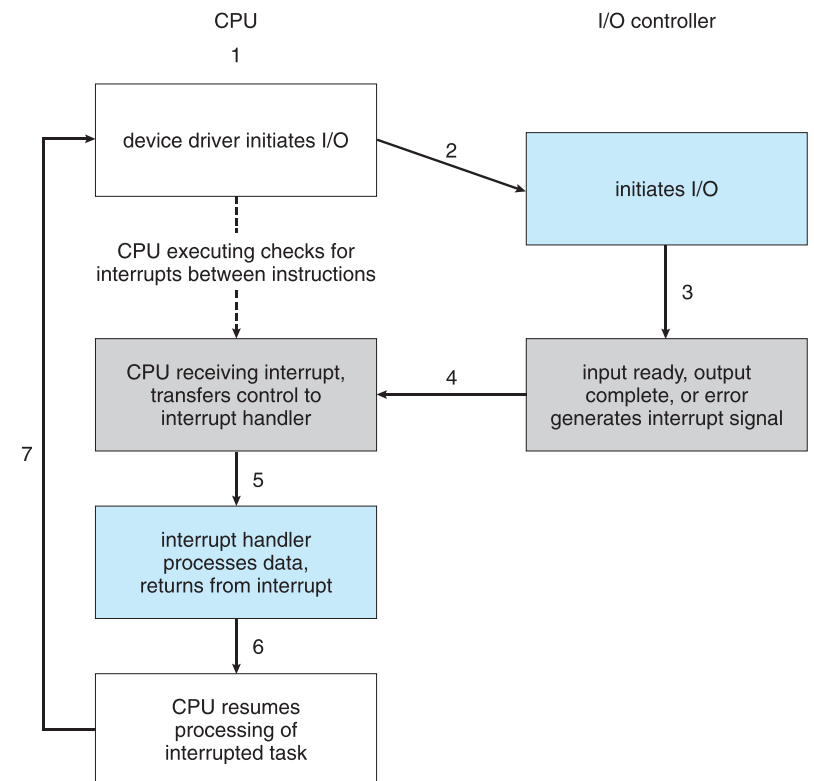 CPU
I/O controller
1
device driver initiates I/O
2
initiates I/O
CPU executing checks for
interrupts between instructions
3
CPU receiving interrupt,
transfers control to
interrupt handler
4
input ready, output
complete, or error
generates interrupt signal
7
5
interrupt handler
processes data,
returns from interrupt
6
CPU resumes
processing of
interrupted task